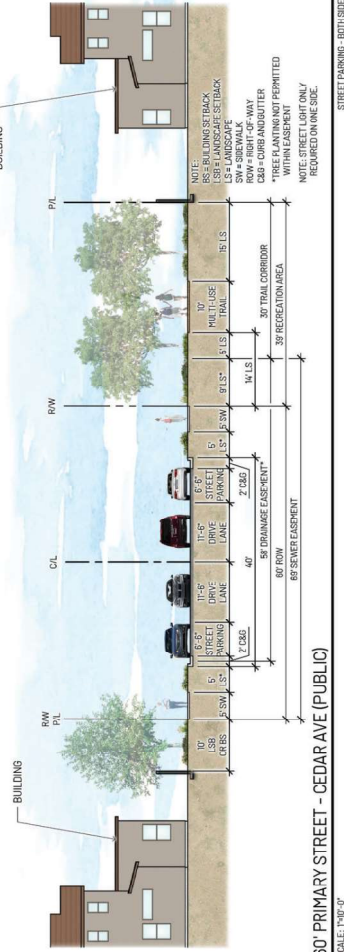 BUILDING
BUILDING
R/W
P/L
C/L
R/W
P/L
10'
LSB
OR BS
5' SW
5'
LS*
6'-6"
STREET
PARKING
11'-6"
DRIVE
LANE
11'-6"
DRIVE
LANE
6'-6"
STREET
PARKING
5'
LS*
5' SW
9' LS*
5' LS
10'
MULTI-USE
TRAIL
15' LS
2' C&G
2' C&G
40'
14' LS
58' DRAINAGE EASEMENT*
30' TRAIL CORRIDOR
60' ROW
39' RECREATION AREA
69' SEWER EASEMENT
NOTE:
BS = BUILDING SETBACK
LSB = LANDSCAPE SETBACK
LS = LANDSCAPE
SW = SIDEWALK
ROW = RIGHT-OF-WAY
C&G = CURB AND GUTTER
*TREE PLANTING NOT PERMITTED
WITHIN EASEMENT
NOTE: STREET LIGHT ONLY
REQUIRED ON ONE SIDE.
60' PRIMARY STREET - CEDAR AVE (PUBLIC)
SCALE: 1"=10'-0"
STREET PARKING - BOTH SIDE